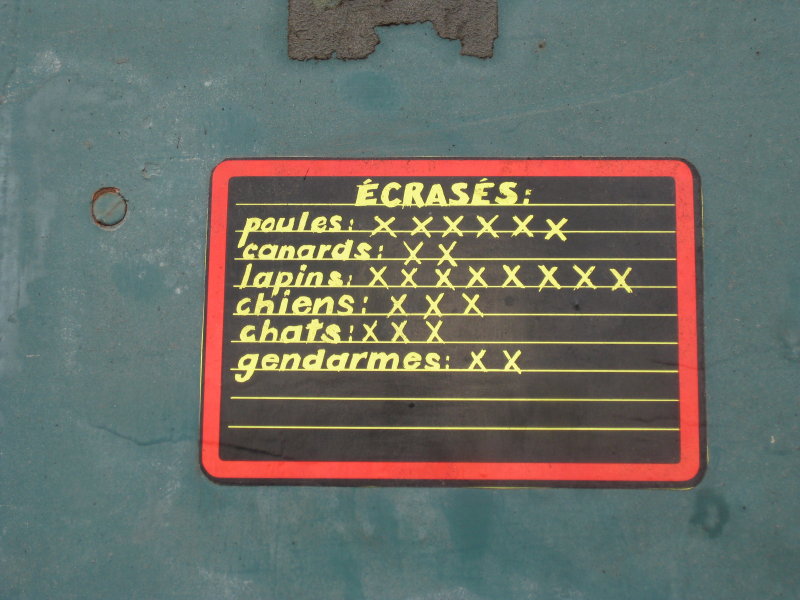 ÉCRASÉS:
poules: X X X X X X
canards: X X
lapins: X X X X X X X X
chiens: X X X
chats: X X X
gendarmes: X X